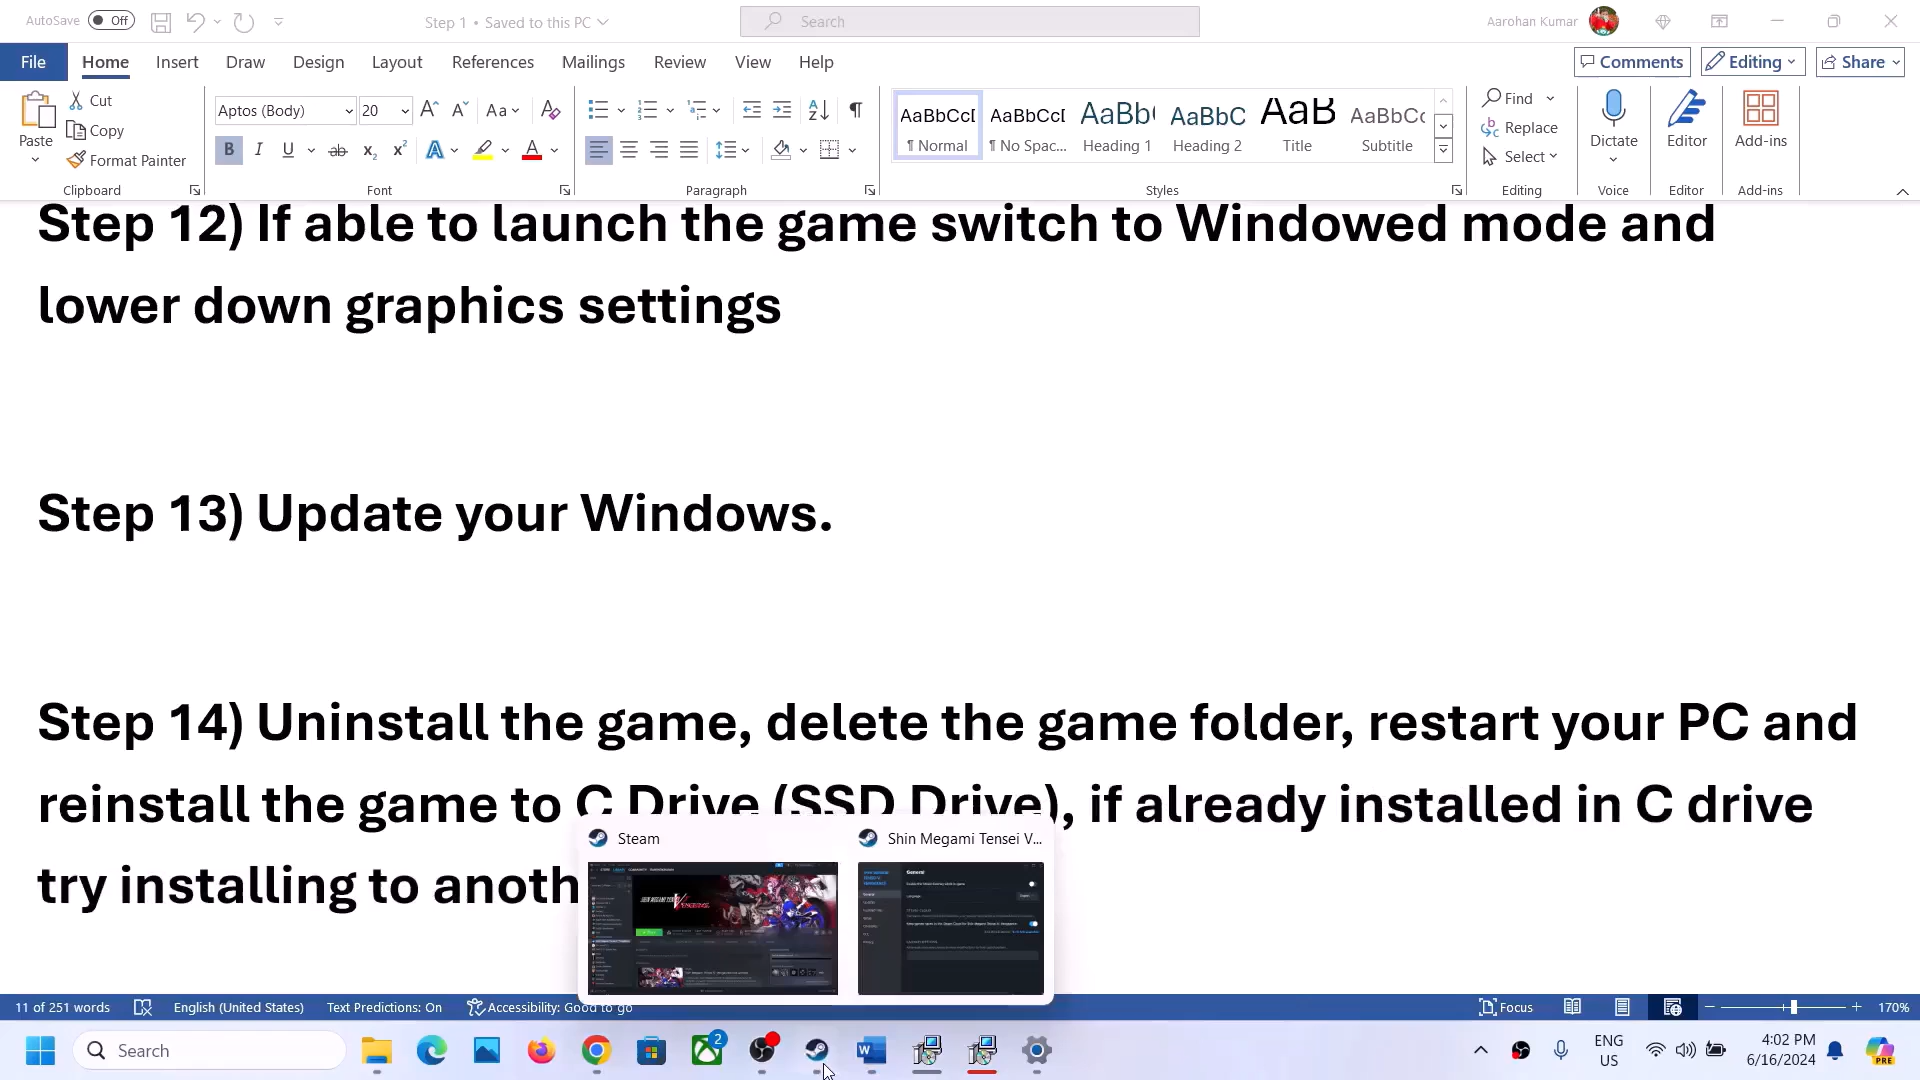 AutoSave Off
Step 1 • Saved to this PC
Search
Aarohan Kumar
File
Home
Insert
Draw
Design
Layout
References
Mailings
Review
View
Help
Comments
Editing
Share
Paste
Cut
Copy
Format Painter
Clipboard
Aptos (Body)
20
Font
Paragraph
AaBbCcD
¶ Normal
AaBbCcD
¶ No Spac...
AaBb(
Heading 1
AaBbC
Heading 2
AaB
Title
AaBbCc
Subtitle
Styles
Find
Replace
Select
Editing
Dictate
Voice
Editor
Editor
Add-ins
Add-ins
Step 12) If able to launch the game switch to Windowed mode and
lower down graphics settings
Step 13) Update your Windows.
Step 14) Uninstall the game, delete the game folder, restart your PC and
reinstall the game to C Drive (SSD Drive), if already installed in C drive
try installing to anoth
Steam
Shin Megami Tensei V...
General
11 of 251 words
English (United States)
Text Predictions: On
Accessibility: Good to go
Focus
170%
Search
2
ENG
US
4:02 PM
6/16/2024
PRE